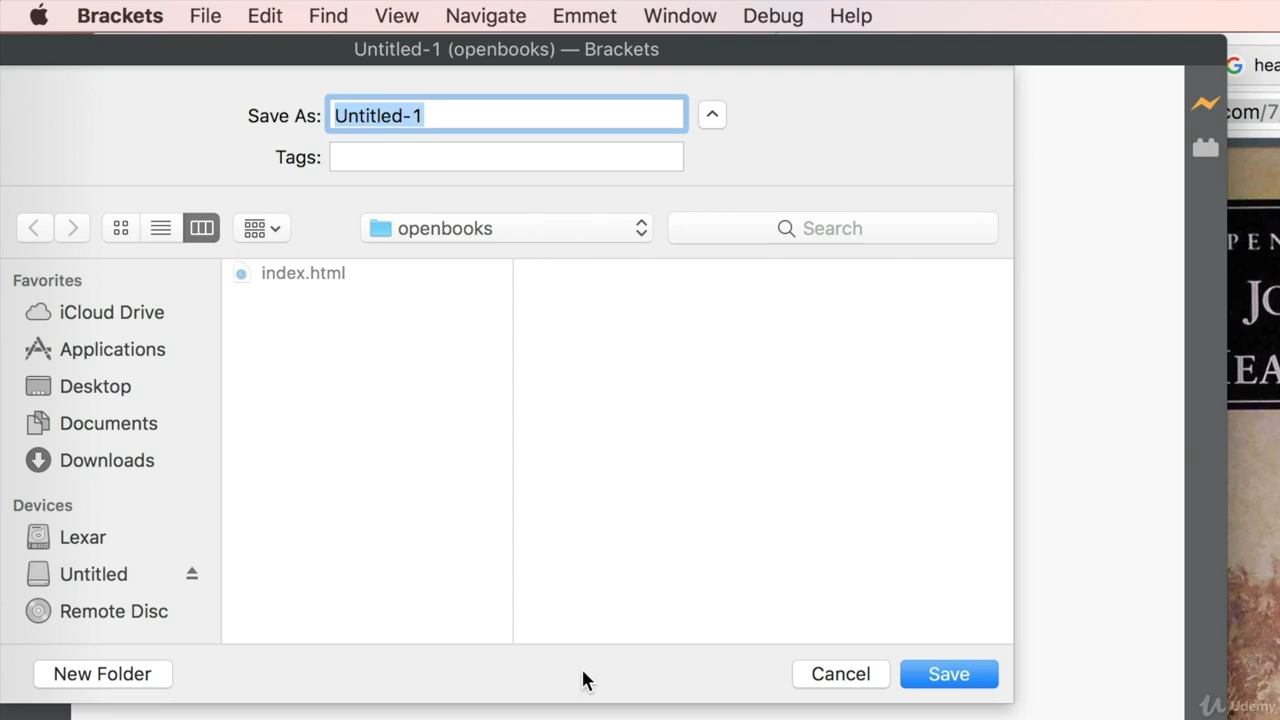 Brackets File Edit Find View Navigate Emmet Window Debug Help
Untitled-1 (openbooks) — Brackets
Save As: Untitled-1
Tags:
openbooks
Search
Favorites
iCloud Drive
Applications
Desktop
Documents
Downloads
Devices
Lexar
Untitled
Remote Disc
index.html
New Folder
Cancel
Save
hea
com/7
PEN
JO
EA
Udemy